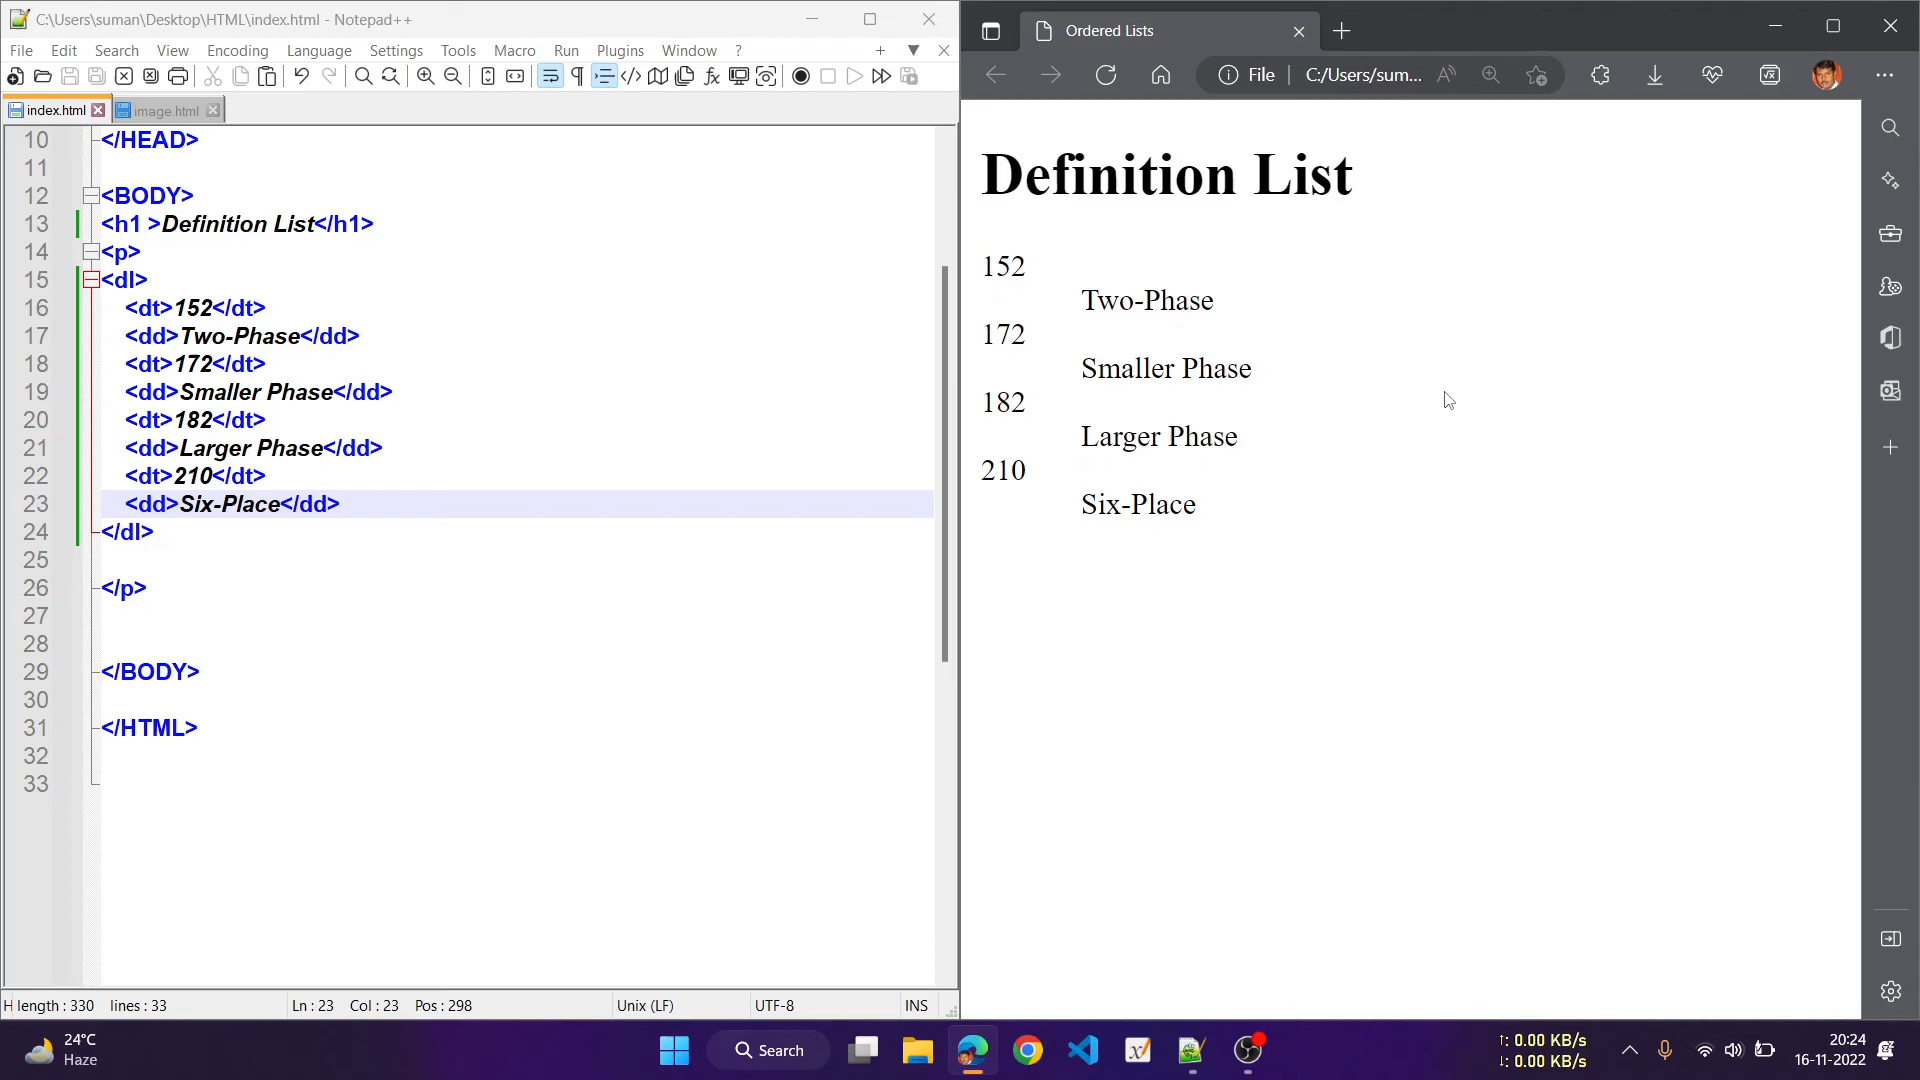 C:\Users\suman\Desktop\HTML\index.html - Notepad++
File Edit Search View Encoding Language Settings Tools Macro Run Plugins Window ?
index.html
image.html
10 </HEAD>
11
12 <BODY>
13 <h1 >Definition List</h1>
14 <p>
15 <dl>
16 <dt>152</dt>
17 <dd>Two-Phase</dd>
18 <dt>172</dt>
19 <dd>Smaller Phase</dd>
20 <dt>182</dt>
21 <dd>Larger Phase</dd>
22 <dt>210</dt>
23 <dd>Six-Place</dd>
24 </dl>
25
26 </p>
27
28
29 </BODY>
30
31 </HTML>
32
33
H length : 330 lines : 33 Ln : 23 Col : 23 Pos : 298 Unix (LF) UTF-8 INS
Ordered Lists
File C:/Users/sum...
Definition List
152
Two-Phase
172
Smaller Phase
182
Larger Phase
210
Six-Place
24°C
Haze
Search
↑: 0.00 KB/s
↓: 0.00 KB/s
20:24
16-11-2022